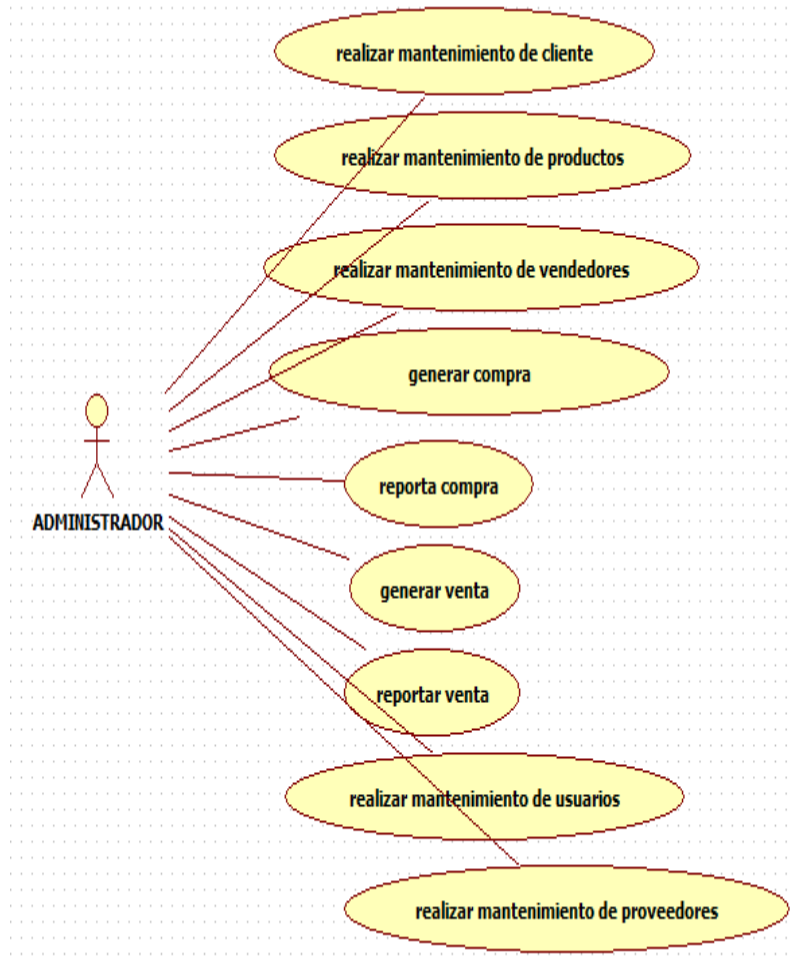 realizar mantenimiento de cliente
realizar mantenimiento de productos
realizar mantenimiento de vendedores
generar compra
reporta compra
ADMINISTRADOR
generar venta
reportar venta
realizar mantenimiento de usuarios
realizar mantenimiento de proveedores